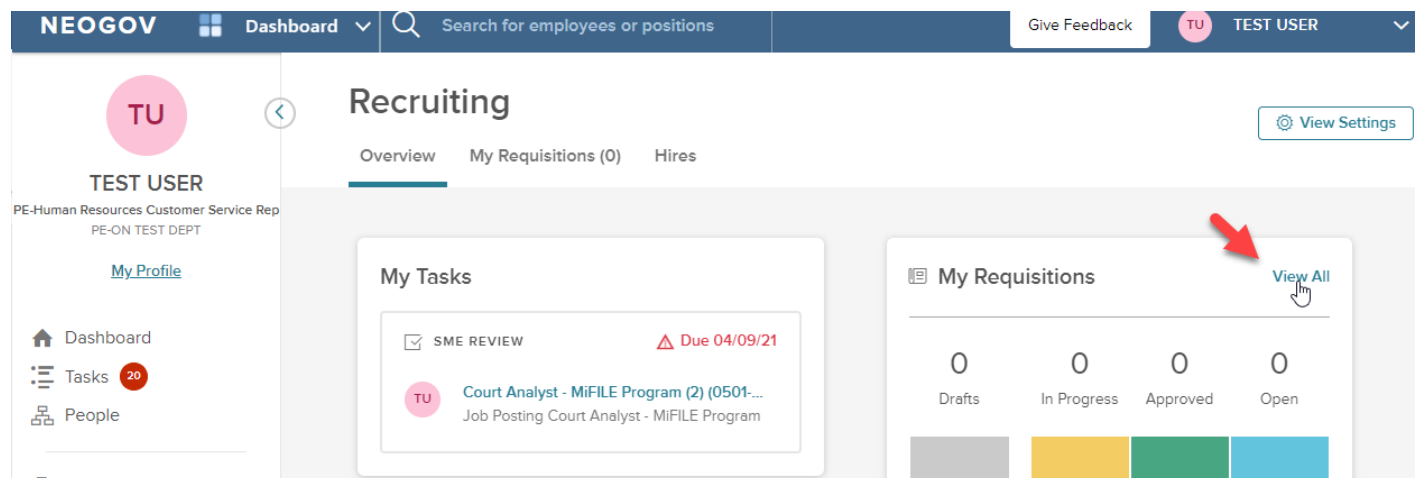 NEOGOV Dashboard Search for employees or positions Give Feedback TU TEST USER
TU
TEST USER
PE-Human Resources Customer Service Rep
PE-ON TEST DEPT
My Profile
Dashboard
Tasks 20
People
Recruiting
View Settings
Overview My Requisitions (0) Hires
My Tasks
SME REVIEW Due 04/09/21
TU
Court Analyst - MiFILE Program (2) (0501-...
Job Posting Court Analyst - MiFILE Program
My Requisitions View All
0 0 0 0
Drafts In Progress Approved Open